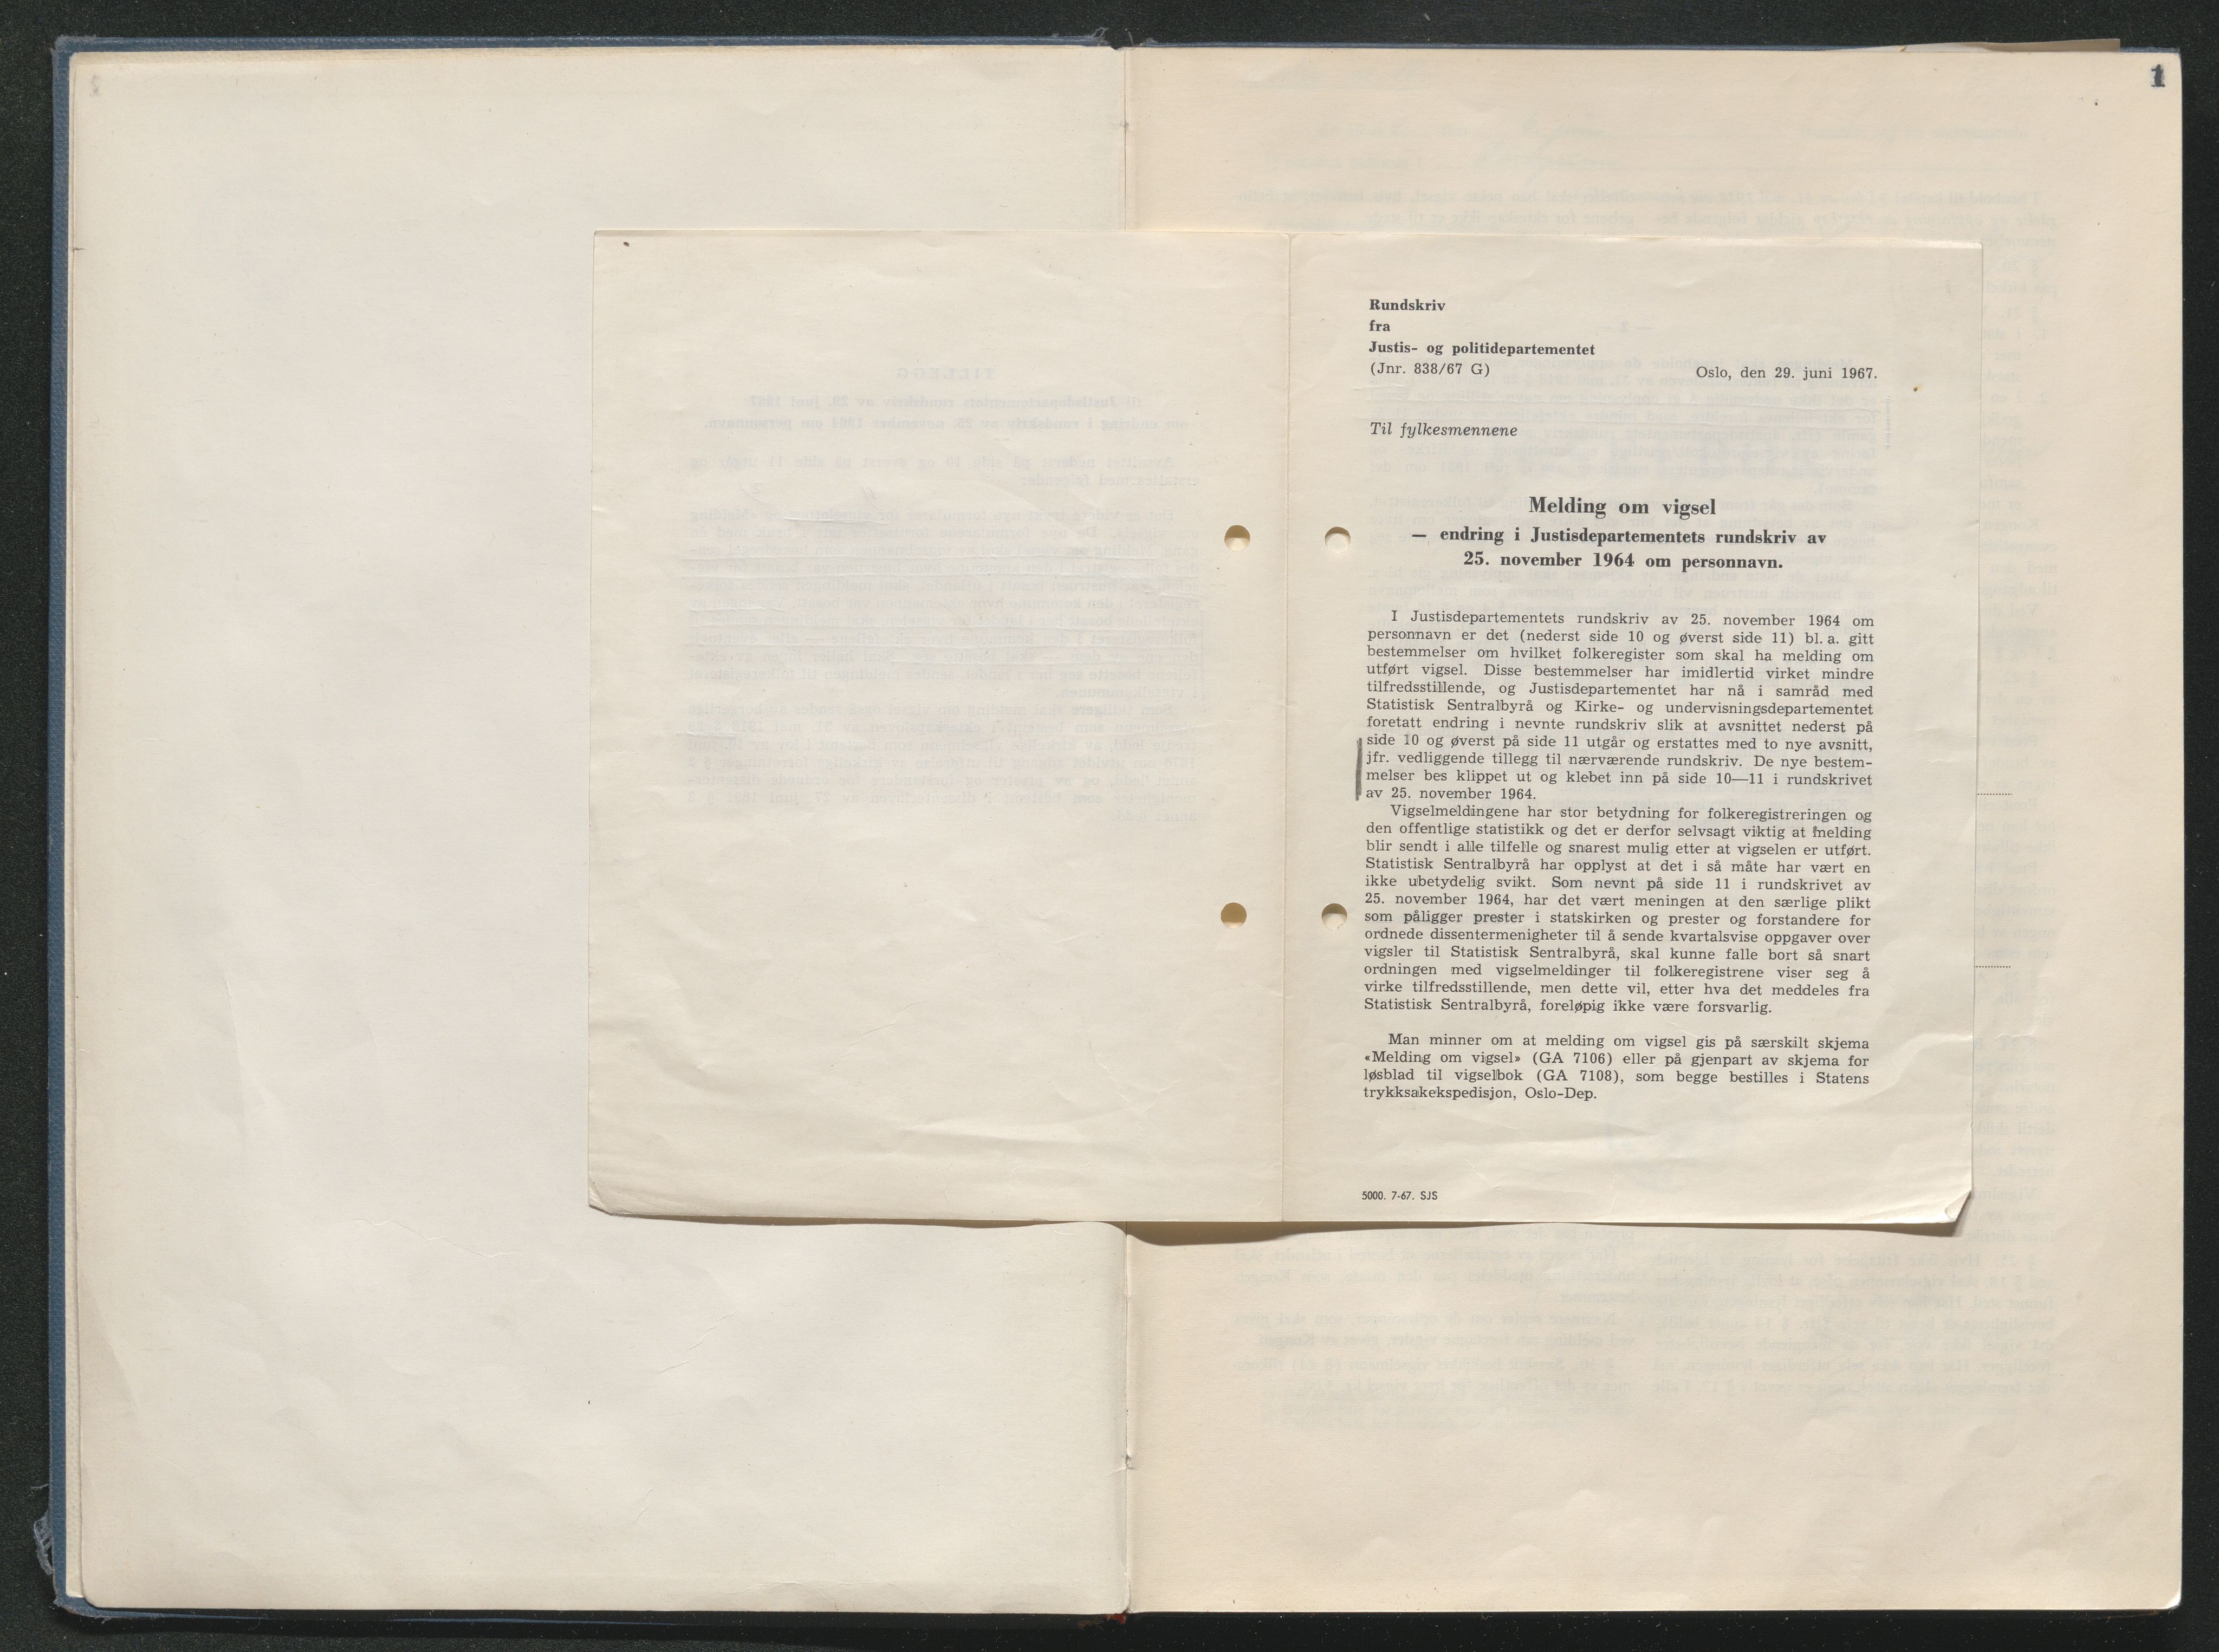 1
Rundskriv
fra
Justis- og politidepartementet
(Jnr. 838/67 G)
Oslo, den 29. juni 1967.
Til fylkesmennene
Melding om vigsel
— endring i Justisdepartementets rundskriv av
25. november 1964 om personnavn.
I Justisdepartementets rundskriv av 25. november 1964 om
personnavn er det (nederst side 10 og øverst side 11) bl. a. gitt
bestemmelser om hvilket folkeregister som skal ha melding om
utført vigsel. Disse bestemmelser har imidlertid virket mindre
tilfredsstillende, og Justisdepartementet har nå i samråd med
Statistisk Sentralbyrå og Kirke- og undervisningsdepartementet
foretatt endring i nevnte rundskriv slik at avsnittet nederst på
side 10 og øverst på side 11 utgår og erstattes med to nye avsnitt,
jfr. vedliggende tillegg til nærværende rundskriv. De nye bestem-
melser bes klippet ut og klebet inn på side 10—11 i rundskrivet
av 25. november 1964.
Vigselmeldingene har stor betydning for folkeregistreringen og
den offentlige statistikk og det er derfor selvsagt viktig at melding
blir sendt i alle tilfelle og snarest mulig etter at vigselen er utført.
Statistisk Sentralbyrå har opplyst at det i så måte har vært en
ikke ubetydelig svikt. Som nevnt på side 11 i rundskrivet av
25. november 1964, har det vært meningen at den særlige plikt
som påligger prester i statskirken og prester og forstandere for
ordnede dissentermenigheter til å sende kvartalsvise oppgaver over
vigsler til Statistisk Sentralbyrå, skal kunne falle bort så snart
ordningen med vigselmeldinger til folkeregistrene viser seg å
virke tilfredsstillende, men dette vil, etter hva det meddeles fra
Statistisk Sentralbyrå, foreløpig ikke være forsvarlig.
Man minner om at melding om vigsel gis på særskilt skjema
«Melding om vigsel» (GA 7106) eller på gjenpart av skjema for
løsblad til vigselbok (GA 7108), som begge bestilles i Statens
trykksakekspedisjon, Oslo-Dep.
5000. 7-67. SJS